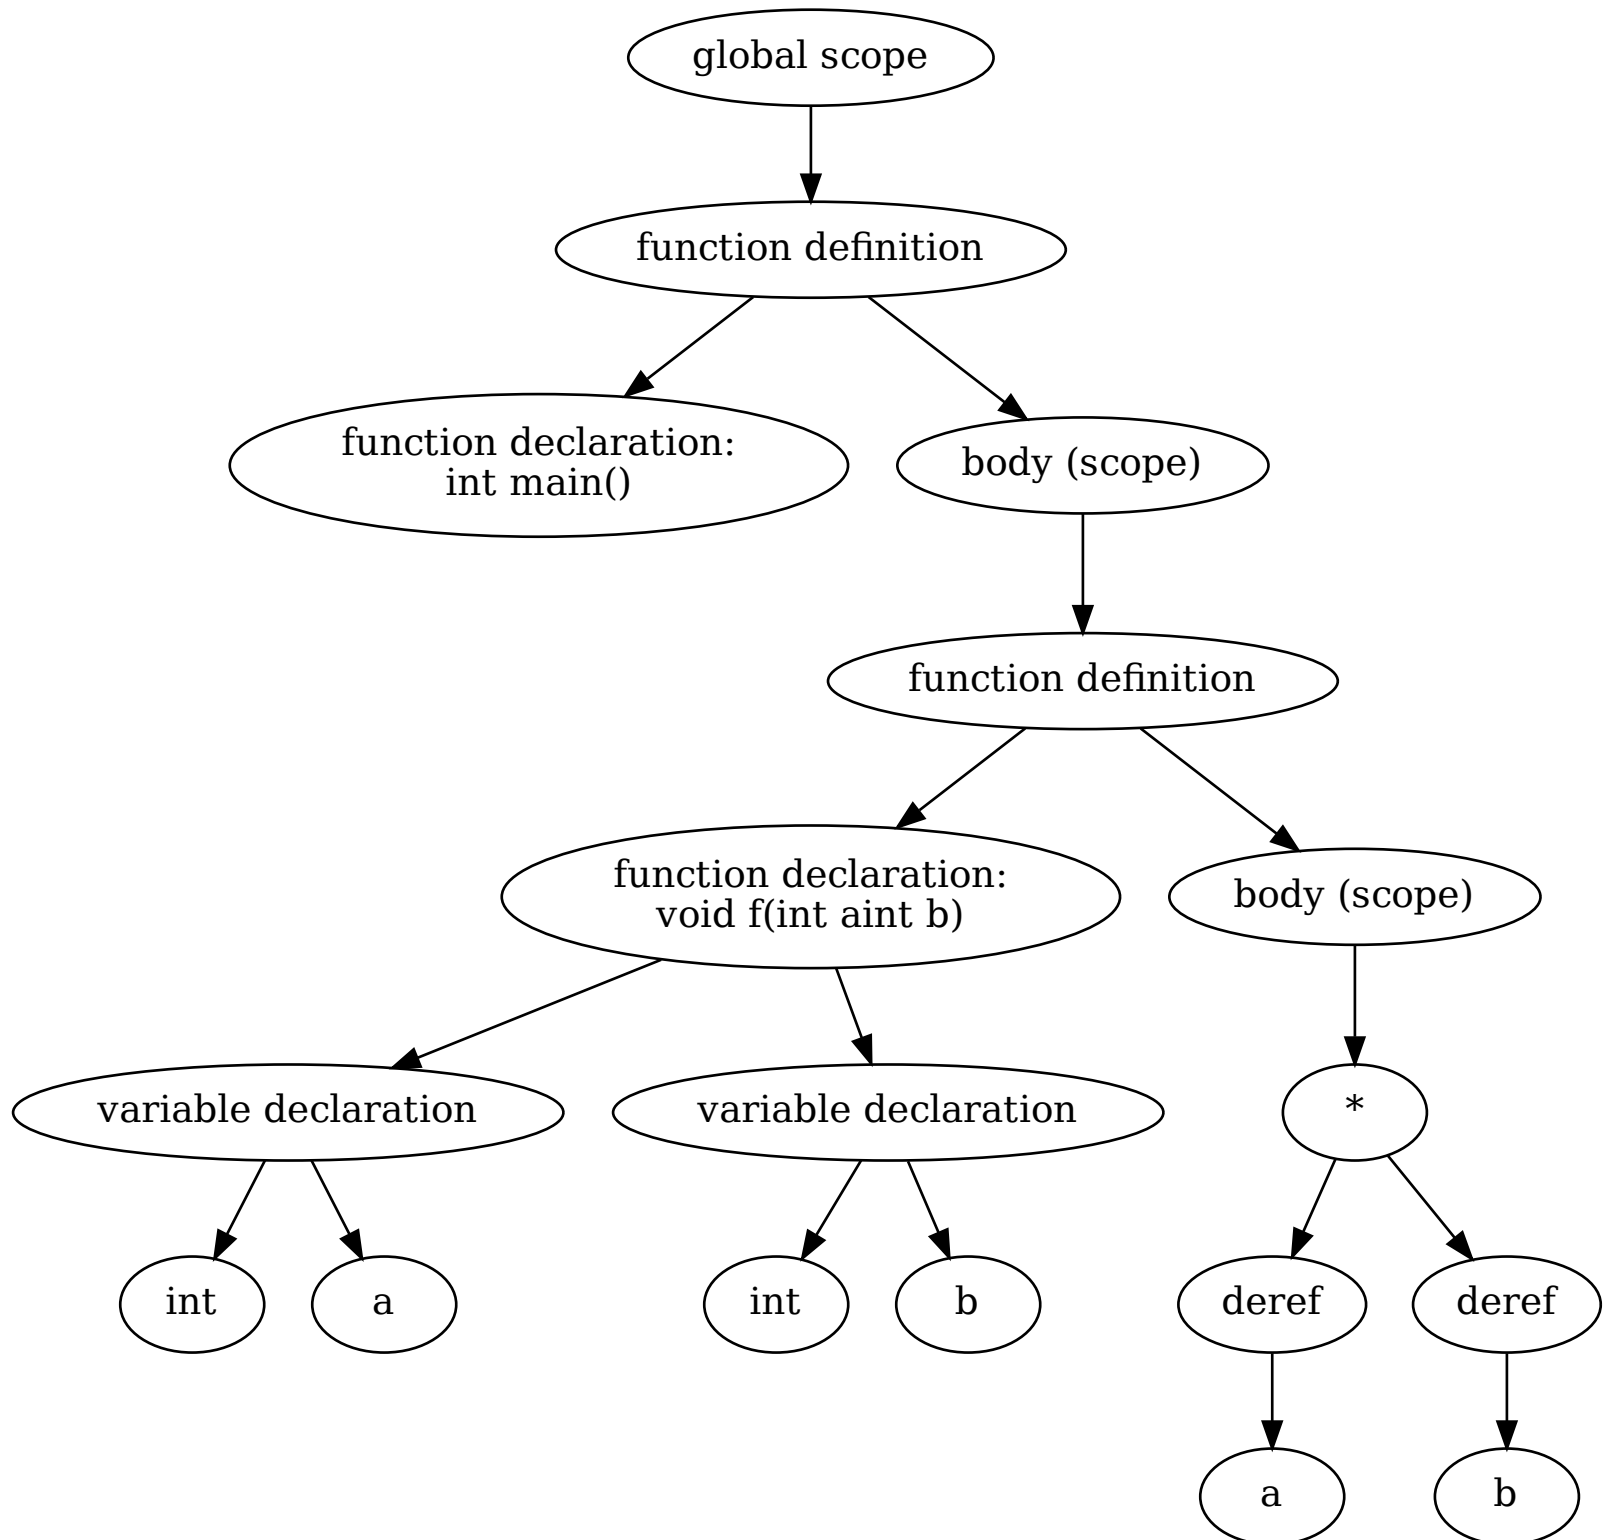 global scope
function definition
function declaration:
int main()
body (scope)
function definition
function declaration:
void f(int aint b)
body (scope)
variable declaration
variable declaration
*
int
a
int
b
deref
deref
a
b